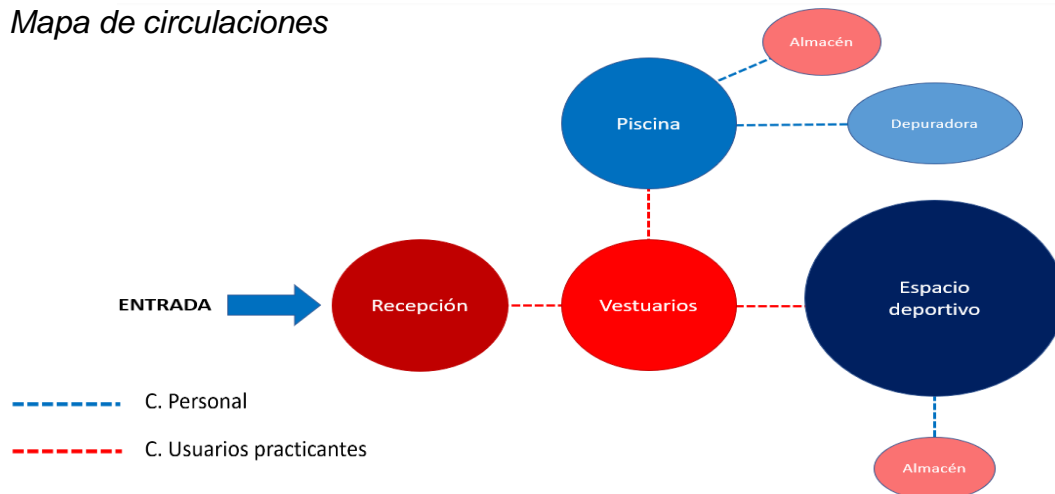 Mapa de circulaciones
Almacén
Piscina
Depuradora
ENTRADA
Recepción
Vestuarios
Espacio
deportivo
C. Personal
C. Usuarios practicantes
Almacén